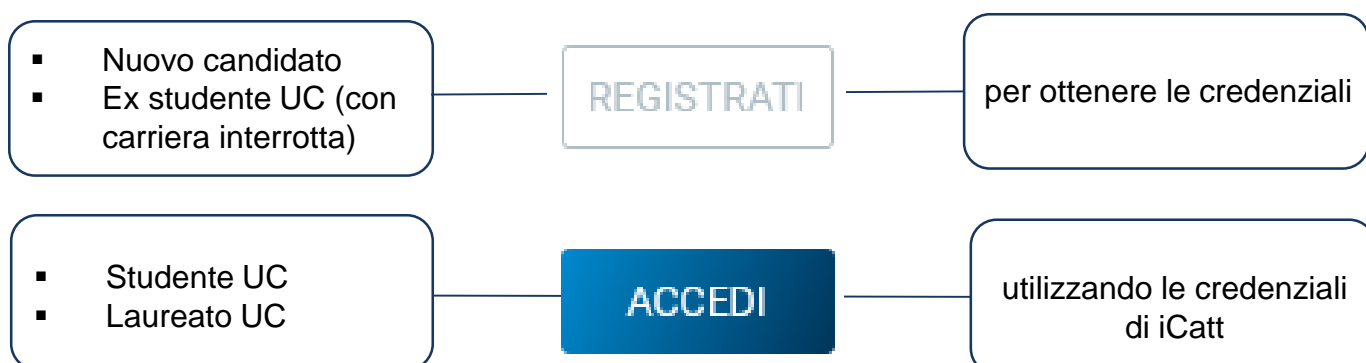 ▪ Nuovo candidato
▪ Ex studente UC (con
carriera interrotta)
REGISTRATI
per ottenere le credenziali
▪ Studente UC
▪ Laureato UC
ACCEDI
utilizzando le credenziali
di iCatt